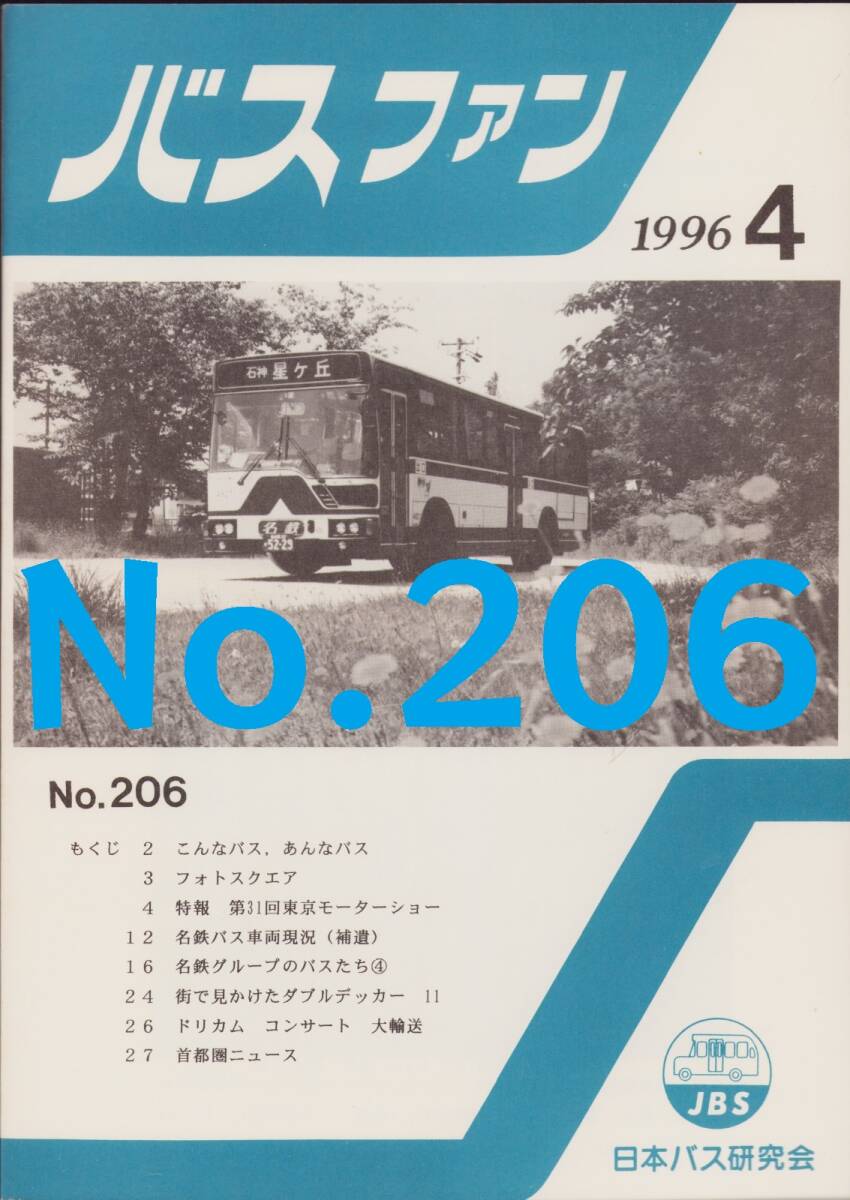 バスファン
1996 4
石神 星ヶ丘
名鉄
52-29
No.206
No.206
もくじ 2 こんなバス，あんなバス
3 フォトスクエア
4 特報 第31回東京モーターショー
12 名鉄バス車両現況（補遺）
16 名鉄グループのバスたち④
24 街で見かけたダブルデッカー 11
26 ドリカム コンサート 大輸送
27 首都圏ニュース
JBS
日本バス研究会